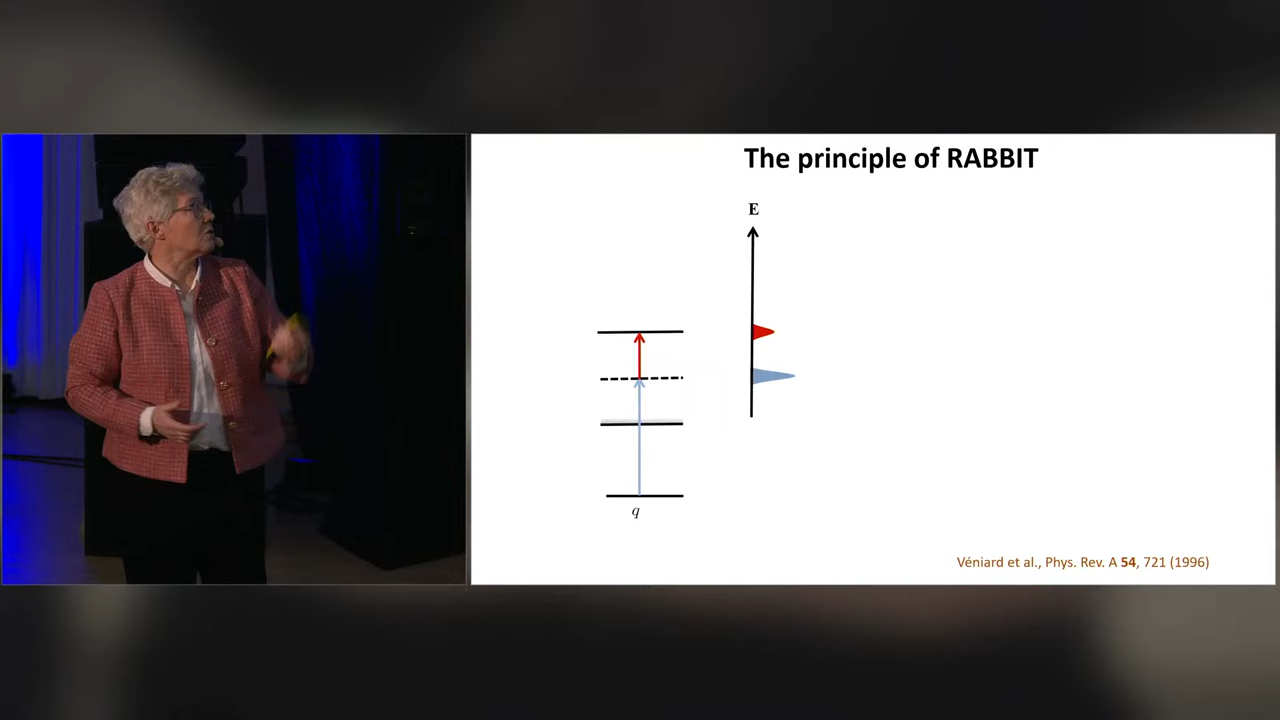 The principle of RABBIT
E
q
Véniard et al., Phys. Rev. A 54, 721 (1996)